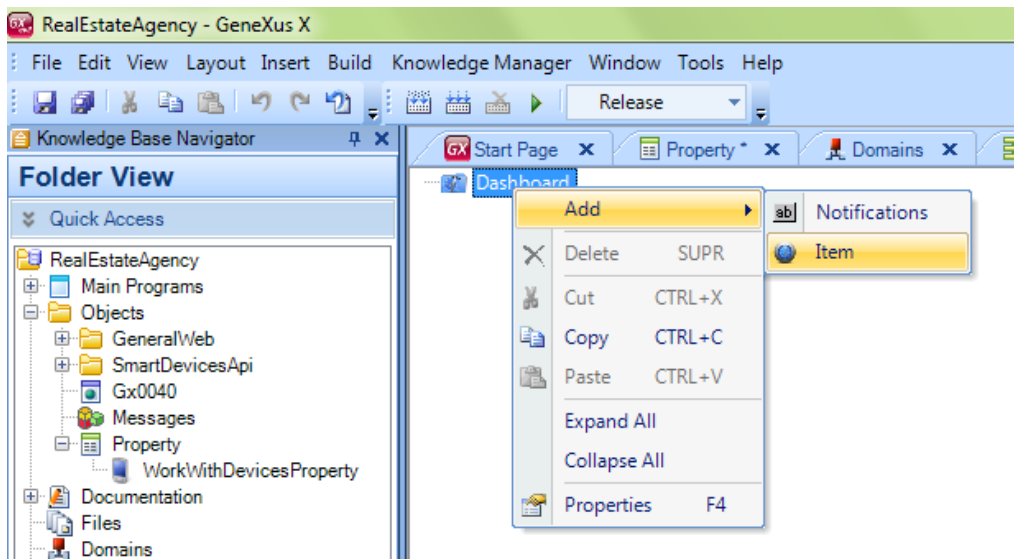 RealEstateAgency - GeneXus X
File Edit View Layout Insert Build Knowledge Manager Window Tools Help
Release
Knowledge Base Navigator
Folder View
Quick Access
RealEstateAgency
Main Programs
Objects
GeneralWeb
SmartDevicesApi
Gx0040
Messages
Property
WorkWithDevicesProperty
Documentation
Files
Domains
GX Start Page Property * Domains
Dashboard
Add
Delete SUPR
Cut CTRL+X
Copy CTRL+C
Paste CTRL+V
Expand All
Collapse All
Properties F4
ab Notifications
Item